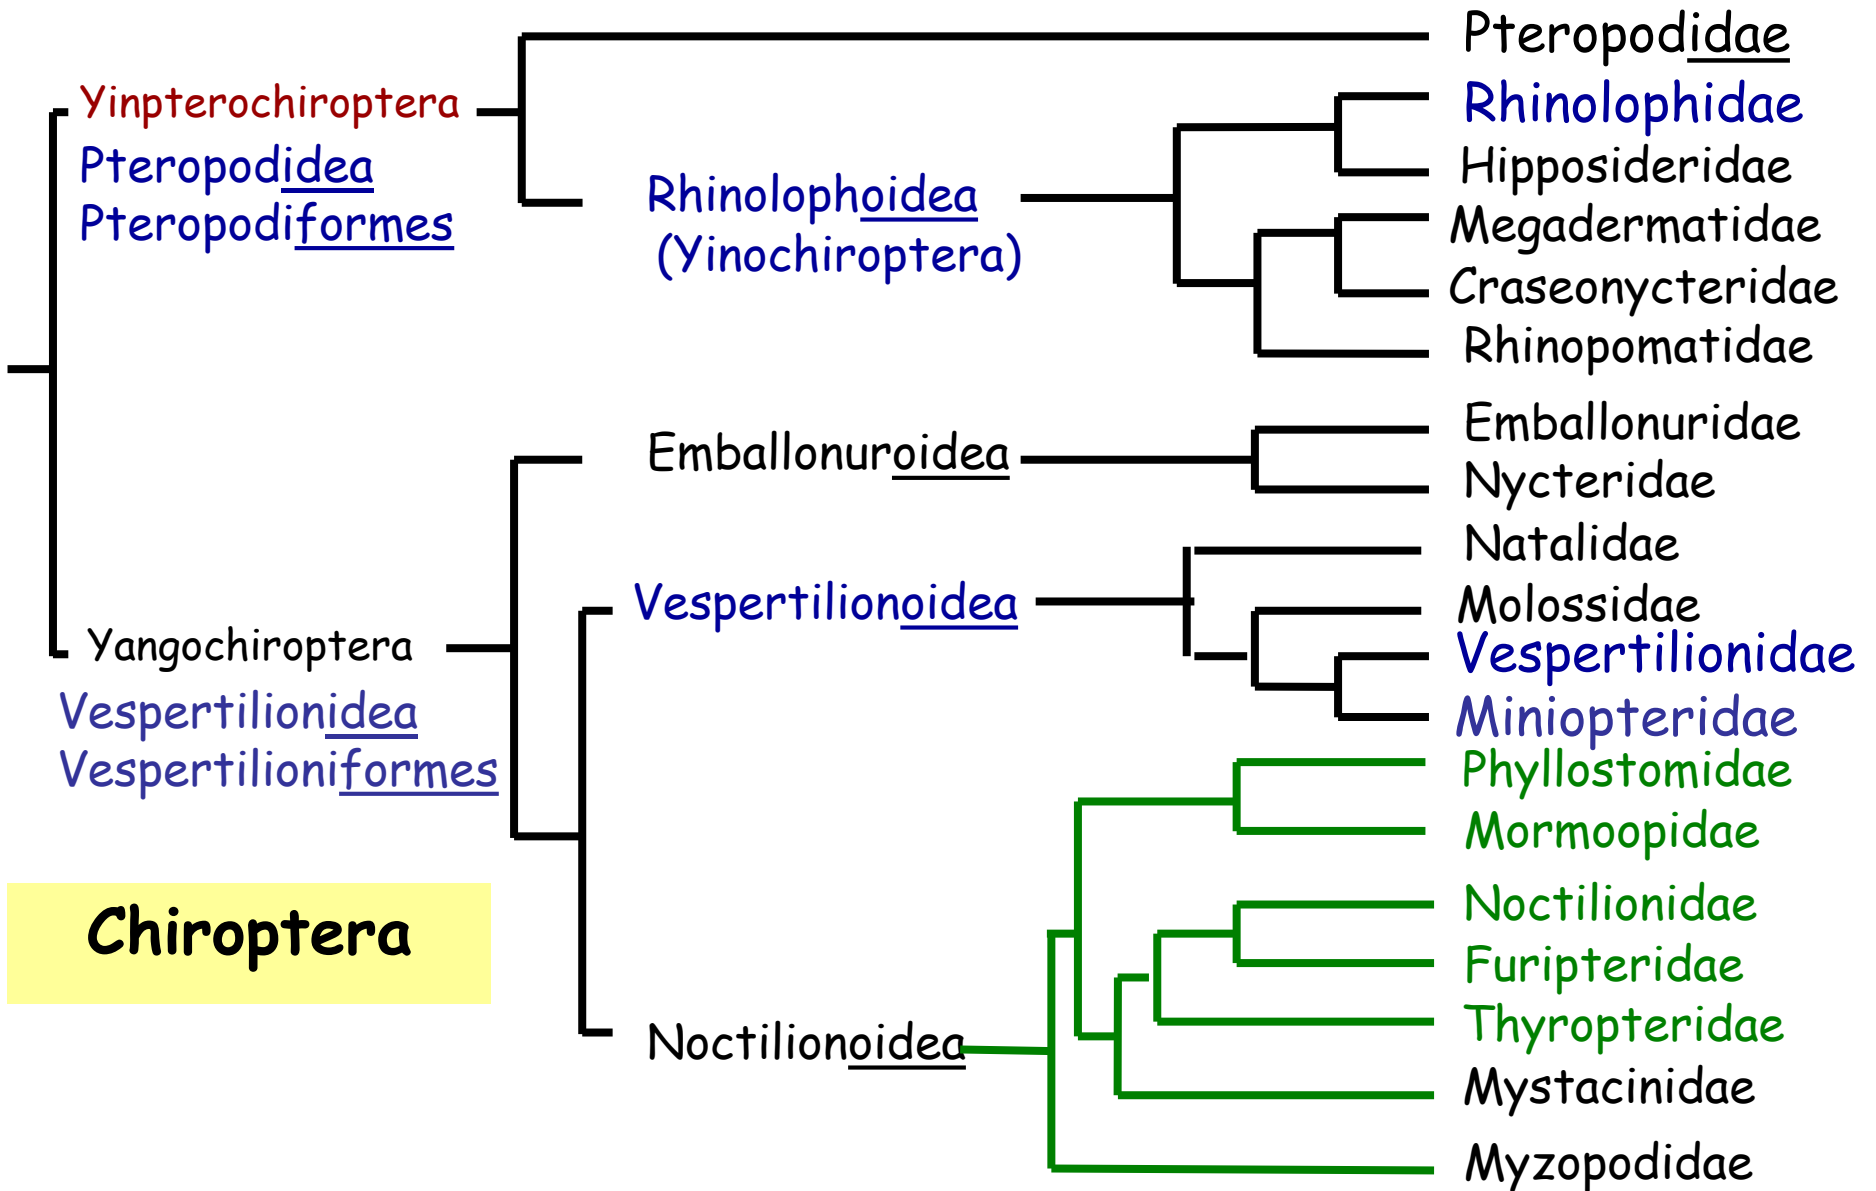 Pteropodidae
Yinpterochiroptera
Rhinolophidae
Pteropodidea
Hipposideridae
Pteropodiformes
Rhinolophoidea
(Yinochiroptera)
Megadermatidae
Craseonycteridae
Rhinopomatidae
Emballonuroidea
Emballonuridae
Nycteridae
Natalidae
Vespertilionoidea
Molossidae
Yangochiroptera
Vespertilionidae
Vespertilionidea
Miniopteridae
Vespertilioniformes
Phyllostomidae
Mormoopidae
Chiroptera
Noctilionidae
Furipteridae
Thyropteridae
Noctilionoidea
Mystacinidae
Myzopodidae